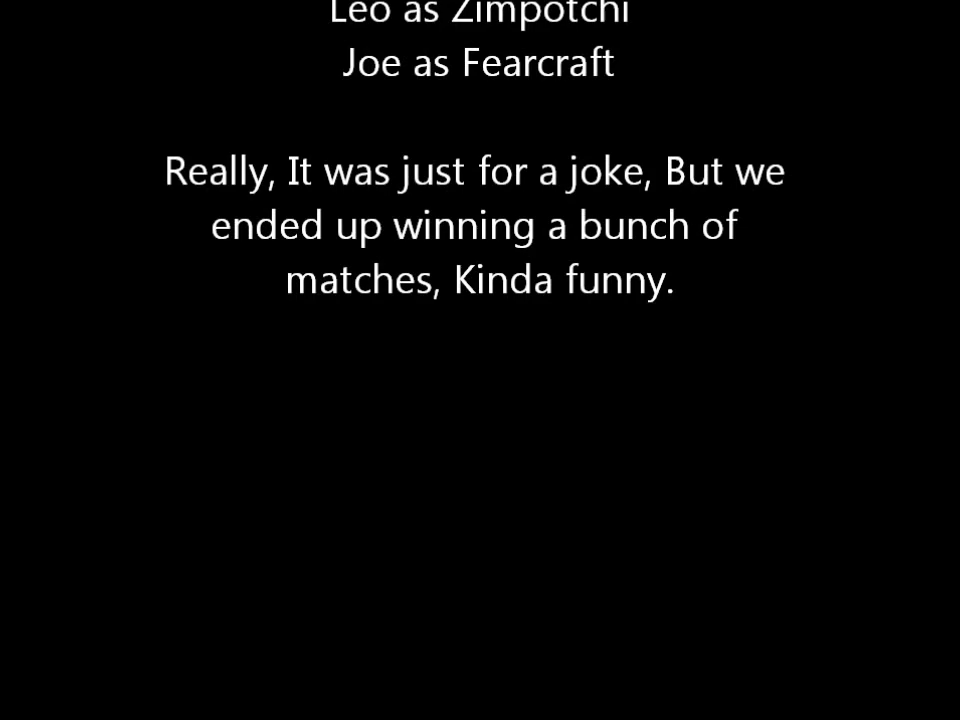 Leo as Zimpotchi
Joe as Fearcraft
Really, It was just for a joke, But we
ended up winning a bunch of
matches, Kinda funny.